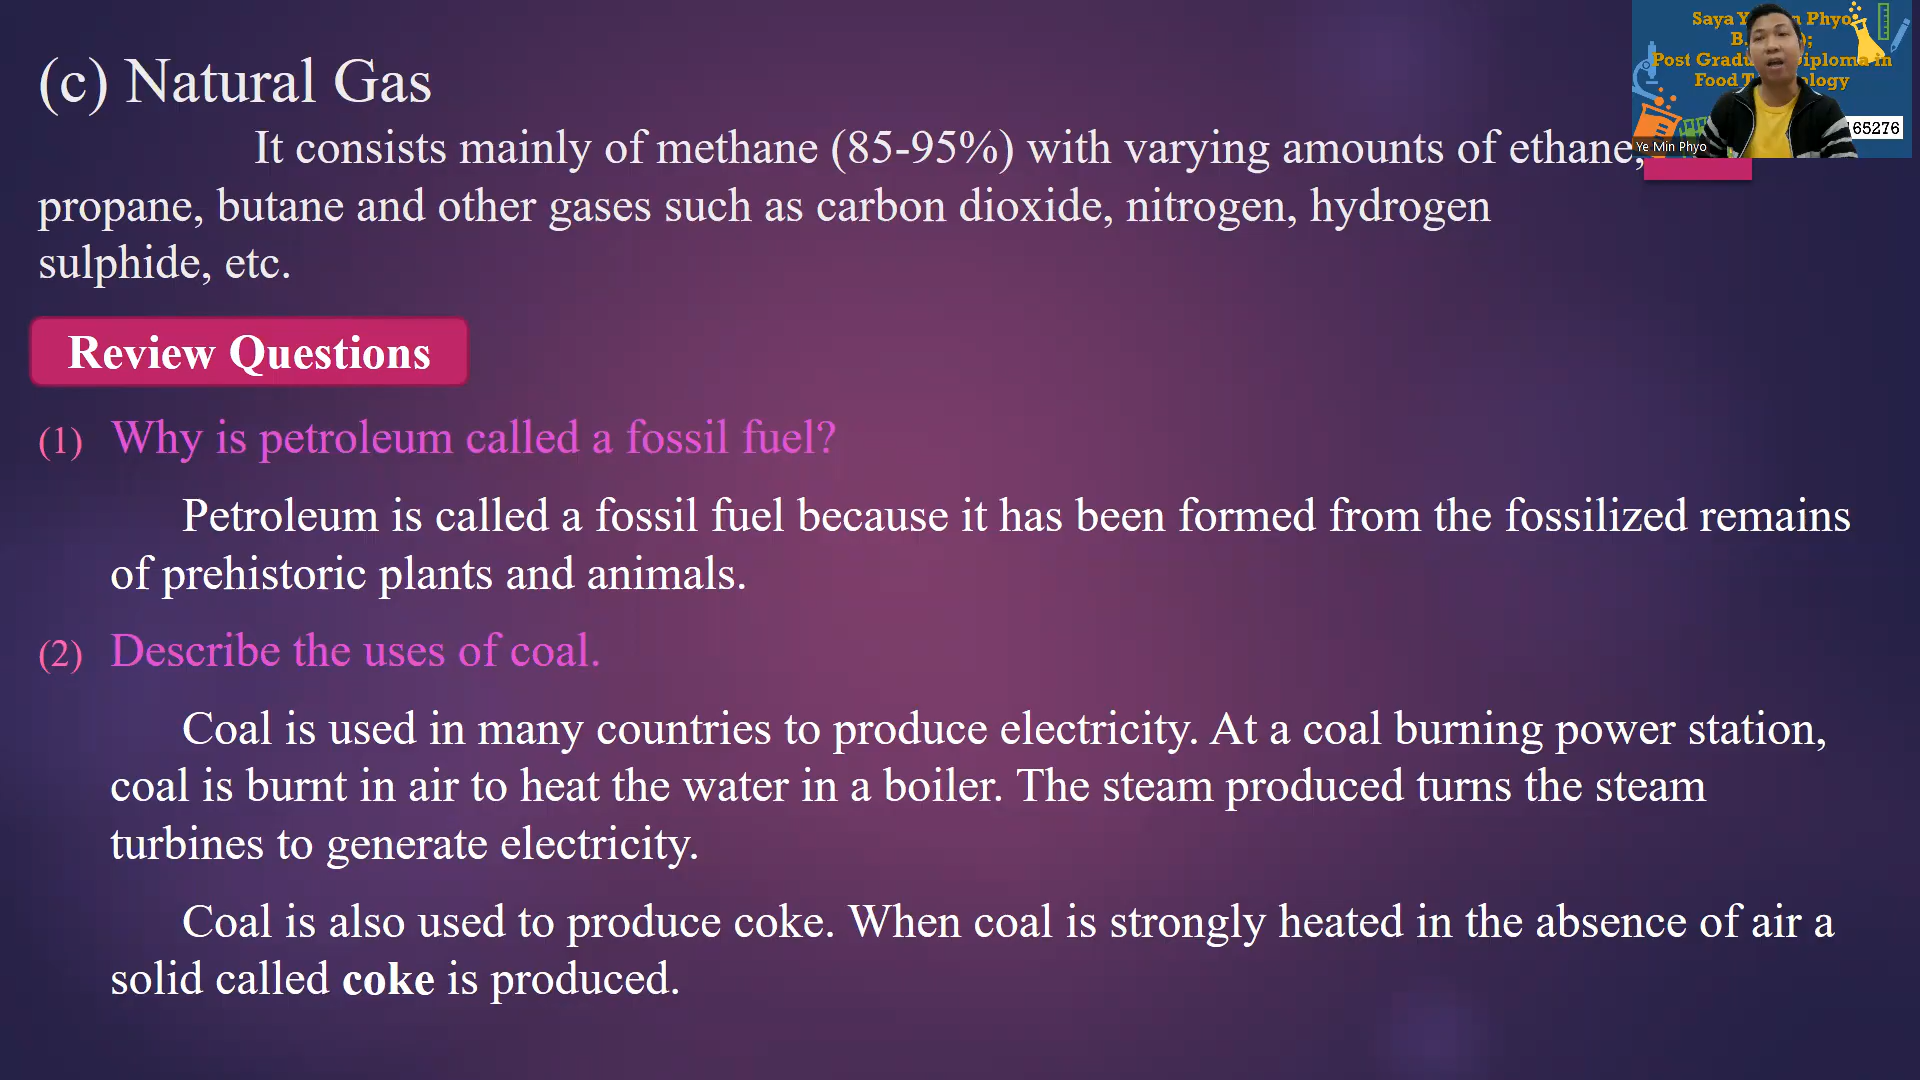 (c) Natural Gas
It consists mainly of methane (85-95%) with varying amounts of ethane,
propane, butane and other gases such as carbon dioxide, nitrogen, hydrogen
sulphide, etc.
Review Questions
(1) Why is petroleum called a fossil fuel?
Petroleum is called a fossil fuel because it has been formed from the fossilized remains
of prehistoric plants and animals.
(2) Describe the uses of coal.
Coal is used in many countries to produce electricity. At a coal burning power station,
coal is burnt in air to heat the water in a boiler. The steam produced turns the steam
turbines to generate electricity.
Coal is also used to produce coke. When coal is strongly heated in the absence of air a
solid called coke is produced.
Saya Phyo
Post in
Food
65276
Ye Min Phyo